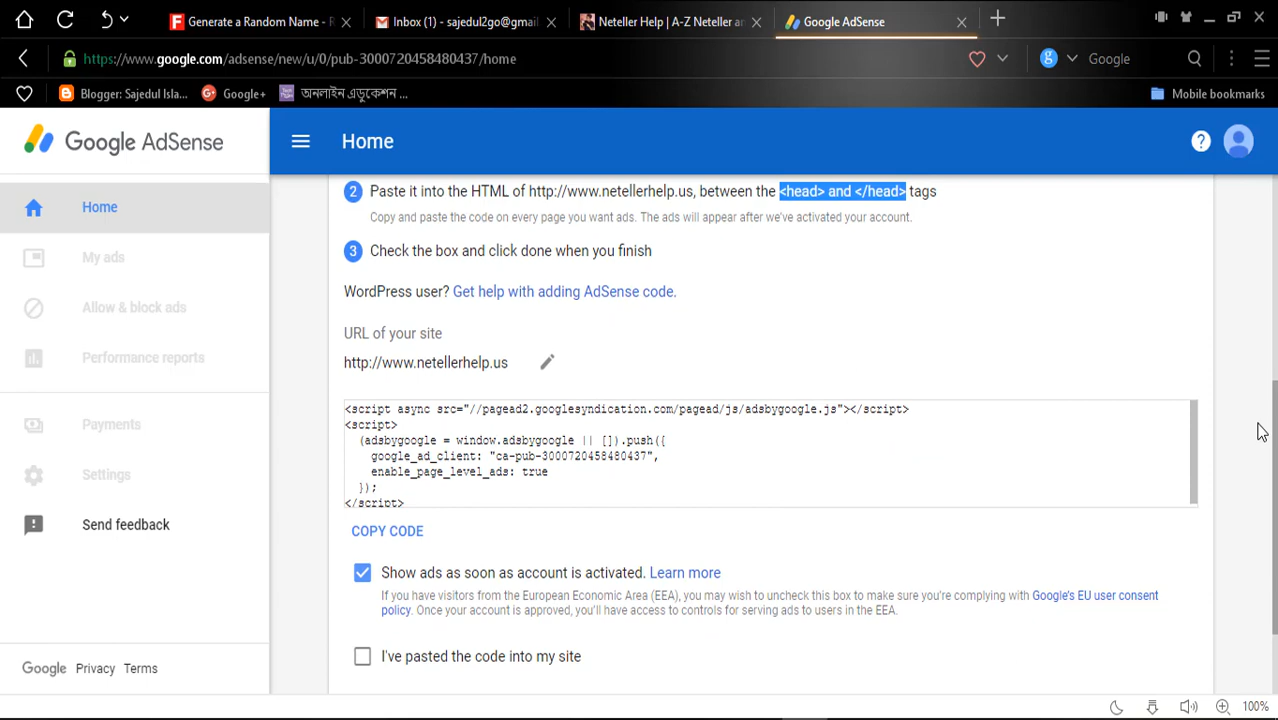 Generate a Random Name - F
Inbox (1) - sajedul2go@gmail
Neteller Help | A-Z Neteller ar
Google AdSense
https://www.google.com/adsense/new/u/0/pub-3000720458480437/home
Google
Blogger: Sajedul Isla...
Google+
অনলাইন এডুকেশন ...
Mobile bookmarks
Google AdSense
Home
Home
My ads
Allow & block ads
Performance reports
Payments
Settings
Send feedback
Google Privacy Terms
2 Paste it into the HTML of http://www.netellerhelp.us, between the <head> and </head> tags
Copy and paste the code on every page you want ads. The ads will appear after we've activated your account.
3 Check the box and click done when you finish
WordPress user? Get help with adding AdSense code.
URL of your site
http://www.netellerhelp.us
<script async src="//pagead2.googlesyndication.com/pagead/js/adsbygoogle.js"></script>
<script>
(adsbygoogle = window.adsbygoogle || []).push({
google_ad_client: "ca-pub-3000720458480437",
enable_page_level_ads: true
});
</script>
COPY CODE
Show ads as soon as account is activated. Learn more
If you have visitors from the European Economic Area (EEA), you may wish to uncheck this box to make sure you're complying with Google's EU user consent
policy. Once your account is approved, you'll have access to controls for serving ads to users in the EEA.
I've pasted the code into my site
100%